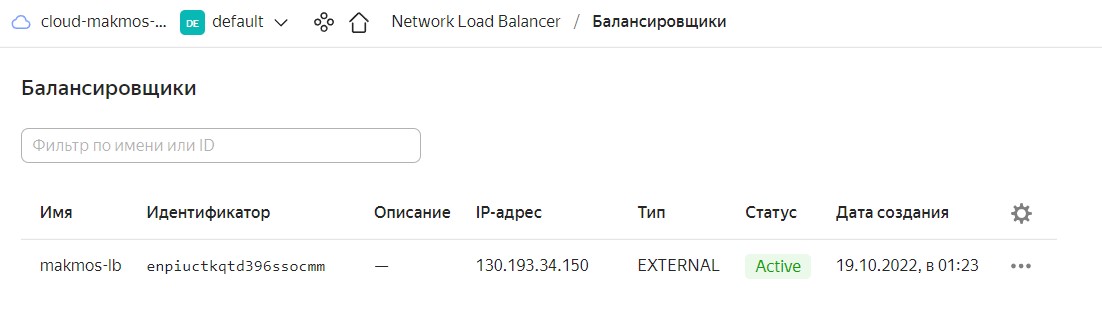 cloud-makmos-... DE default Network Load Balancer / Балансировщики
Балансировщики
Фильтр по имени или ID
Имя Идентификатор Описание IP-адрес Тип Статус Дата создания
makmos-lb enpiuctkqtd396ssocmm — 130.193.34.150 EXTERNAL Active 19.10.2022, в 01:23